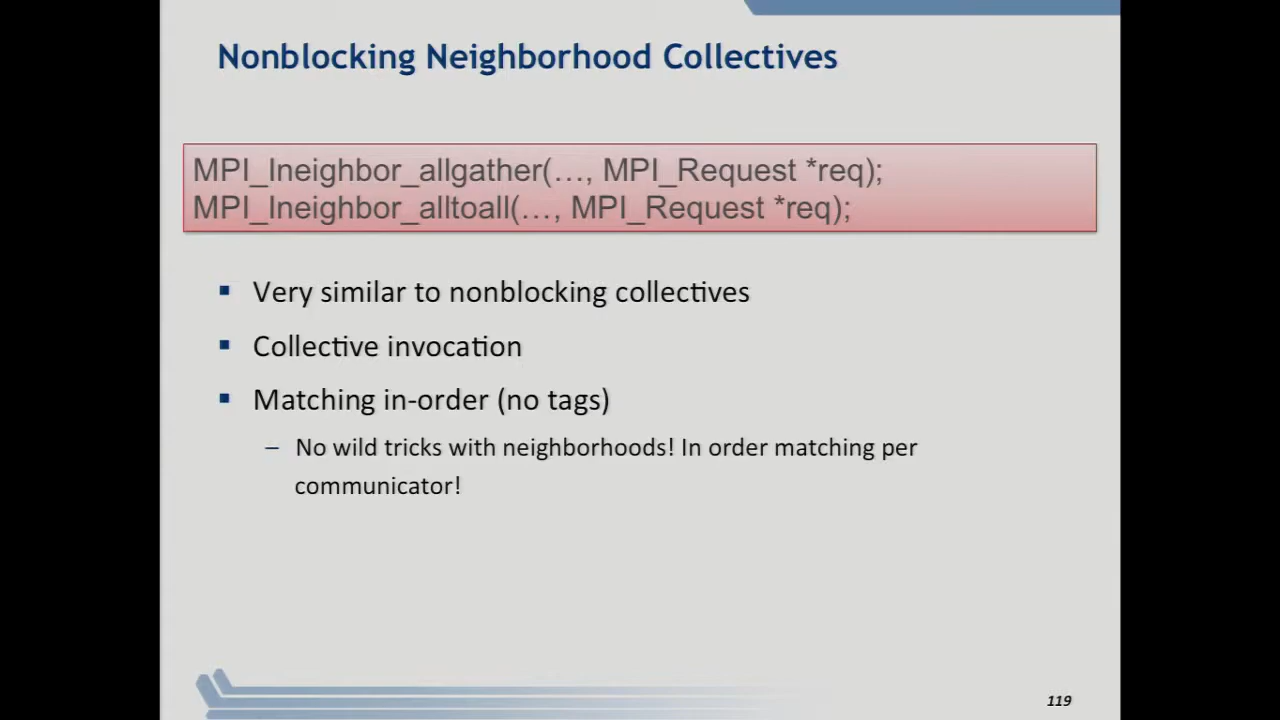 Nonblocking Neighborhood Collectives
MPI_Ineighbor_allgather(…, MPI_Request *req);
MPI_Ineighbor_alltoall(…, MPI_Request *req);
▪ Very similar to nonblocking collectives
▪ Collective invocation
▪ Matching in-order (no tags)
– No wild tricks with neighborhoods! In order matching per
communicator!
119